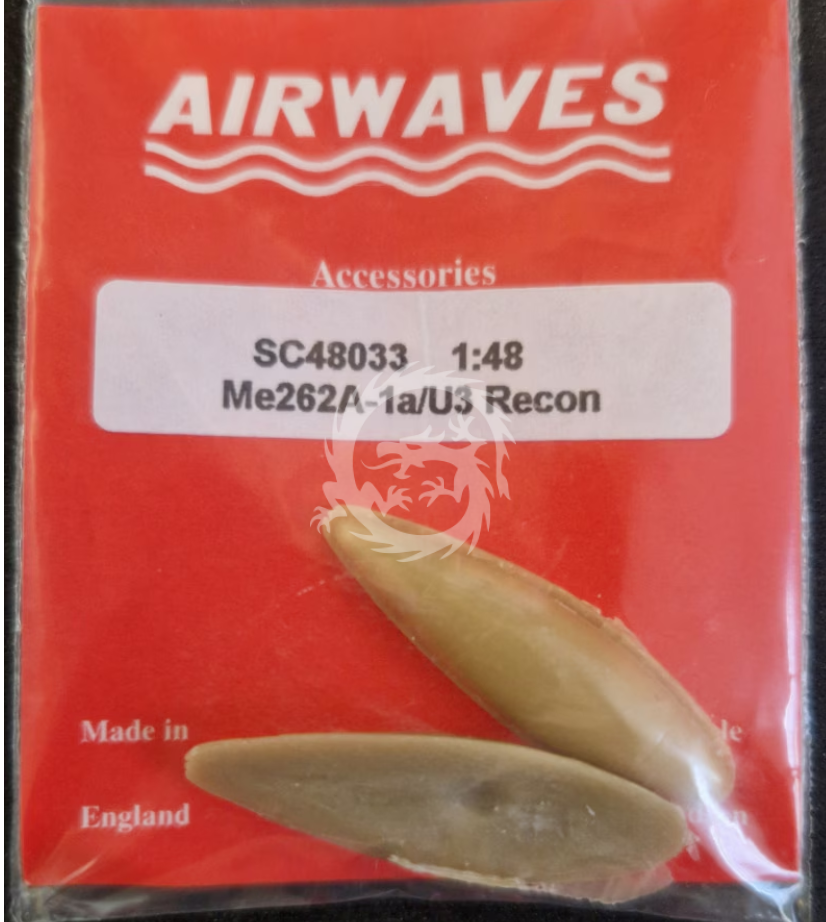 AIRWAVES
Accessories
SC48033 1:48
Me262A-1a/U3 Recon
Made in
England